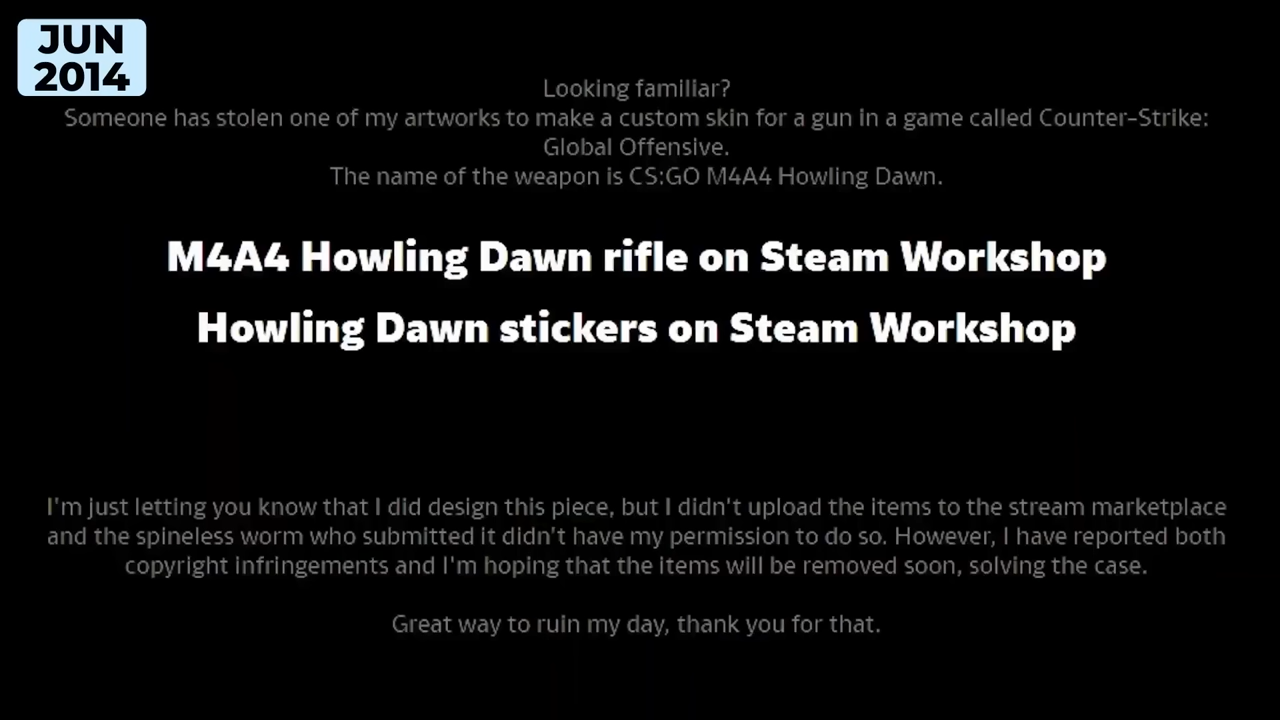 JUN
2014
Looking familiar?
Someone has stolen one of my artworks to make a custom skin for a gun in a game called Counter-Strike:
Global Offensive.
The name of the weapon is CS:GO M4A4 Howling Dawn.
M4A4 Howling Dawn rifle on Steam Workshop
Howling Dawn stickers on Steam Workshop
I'm just letting you know that I did design this piece, but I didn't upload the items to the stream marketplace
and the spineless worm who submitted it didn't have my permission to do so. However, I have reported both
copyright infringements and I'm hoping that the items will be removed soon, solving the case.
Great way to ruin my day, thank you for that.